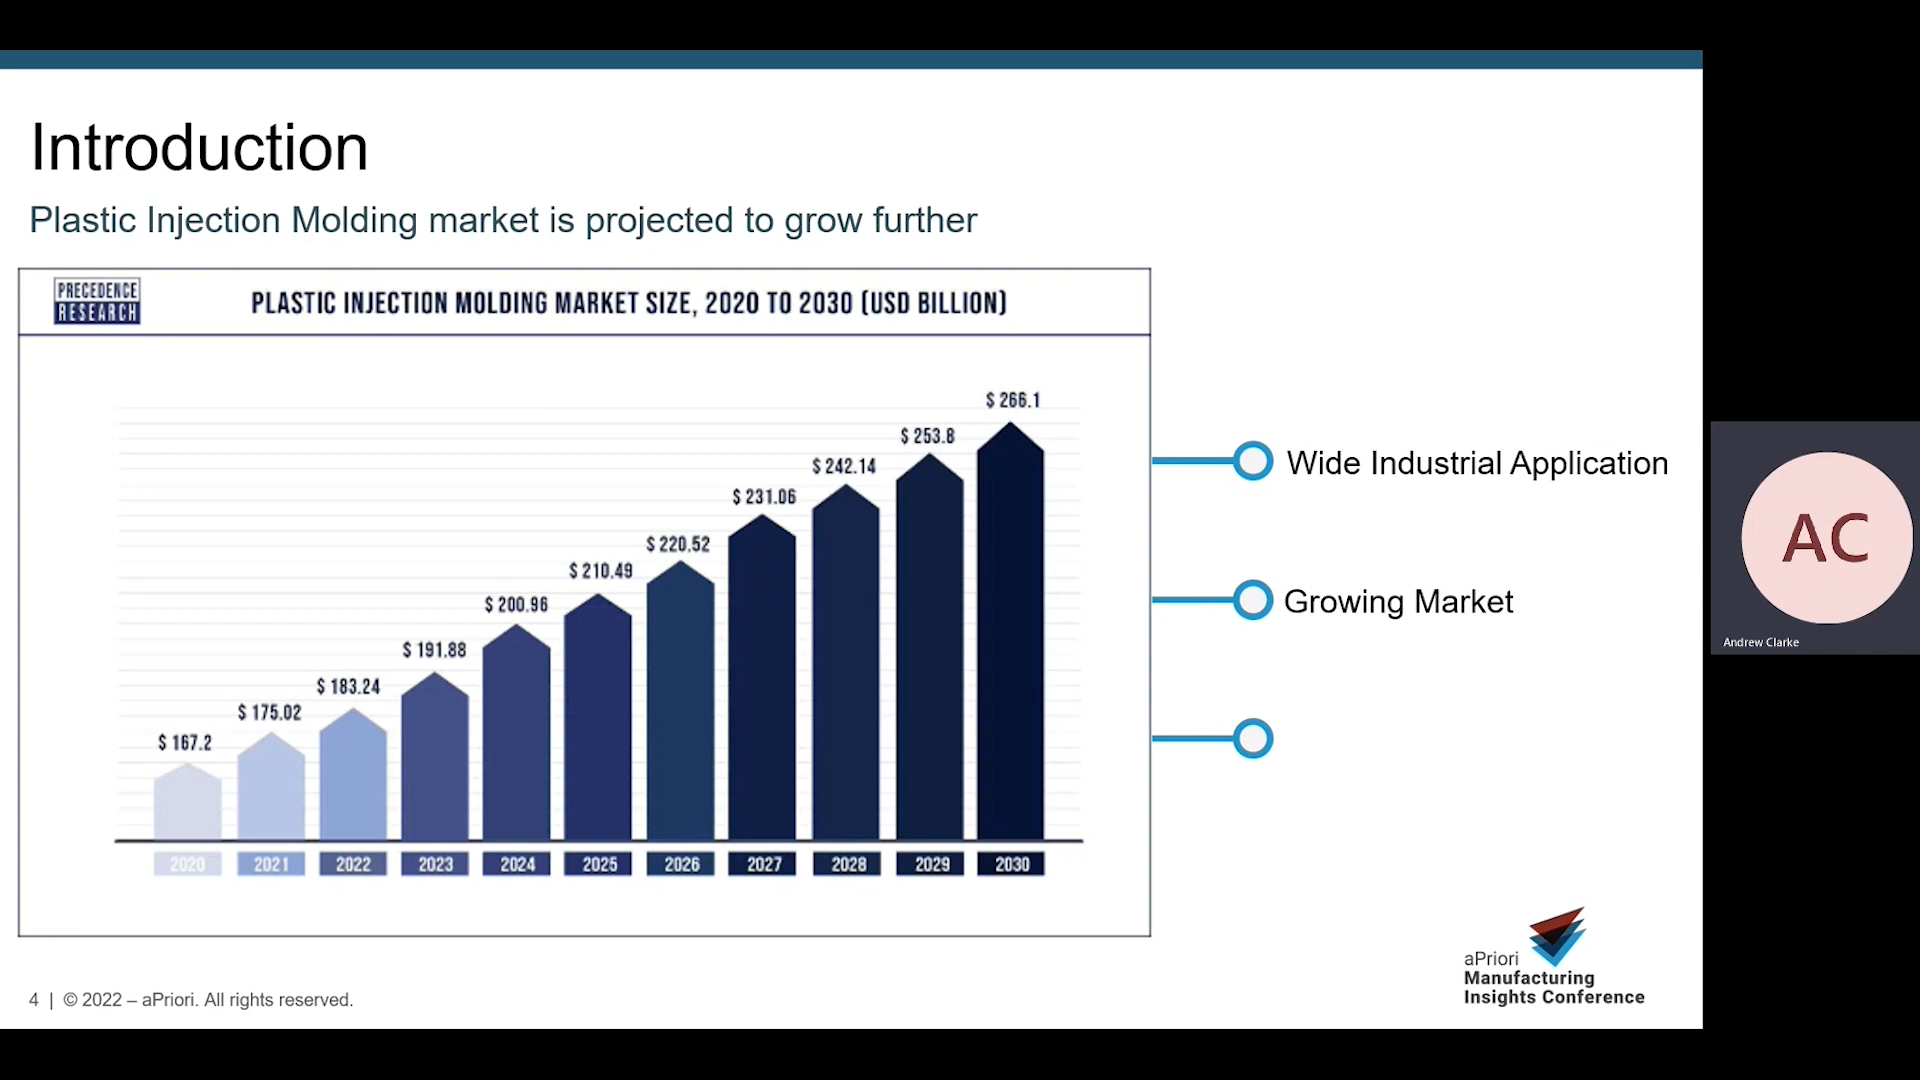 Introduction
Plastic Injection Molding market is projected to grow further
PRECEDENCE
RESEARCH
PLASTIC INJECTION MOLDING MARKET SIZE, 2020 TO 2030 (USD BILLION)
$ 167.2
$ 175.02
$ 183.24
$ 191.88
$ 200.96
$ 210.49
$ 220.52
$ 231.06
$ 242.14
$ 253.8
$ 266.1
2020 2021 2022 2023 2024 2025 2026 2027 2028 2029 2030
Wide Industrial Application
Growing Market
AC
Andrew Clarke
aPriori
Manufacturing
Insights Conference
4 | © 2022 – aPriori. All rights reserved.